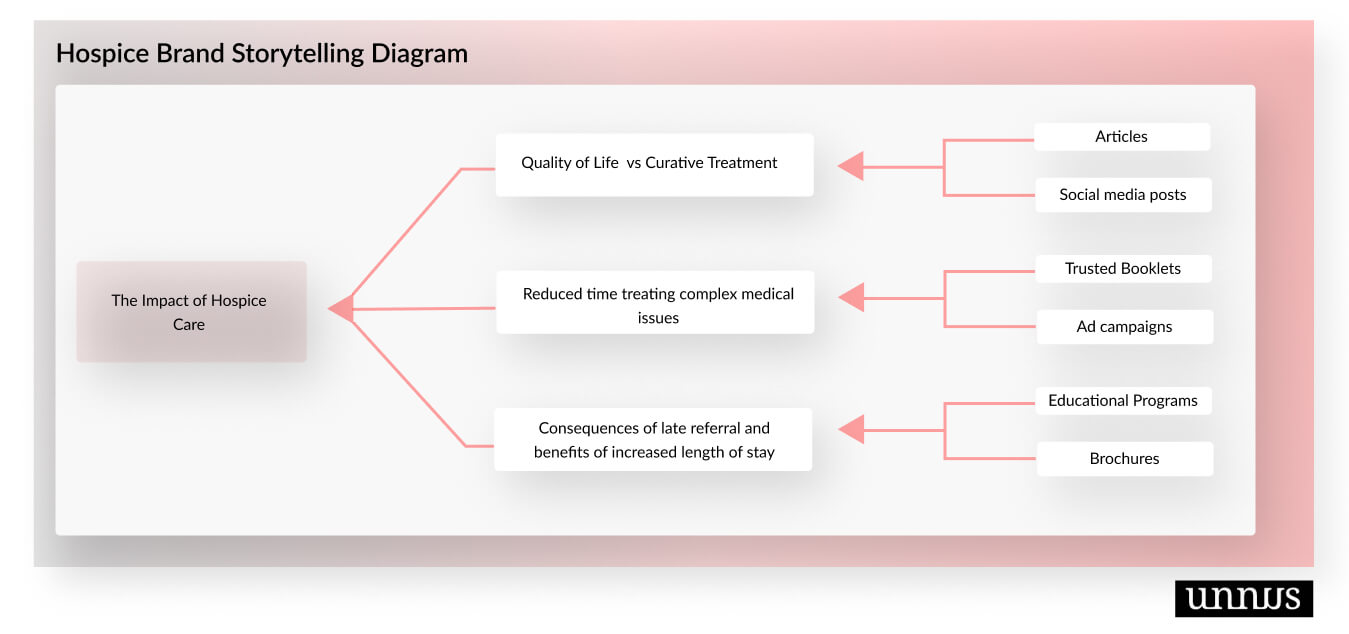 Hospice Brand Storytelling Diagram
The Impact of Hospice
Care
Quality of Life vs Curative Treatment
Reduced time treating complex medical
issues
Consequences of late referral and
benefits of increased length of stay
Articles
Social media posts
Trusted Booklets
Ad campaigns
Educational Programs
Brochures